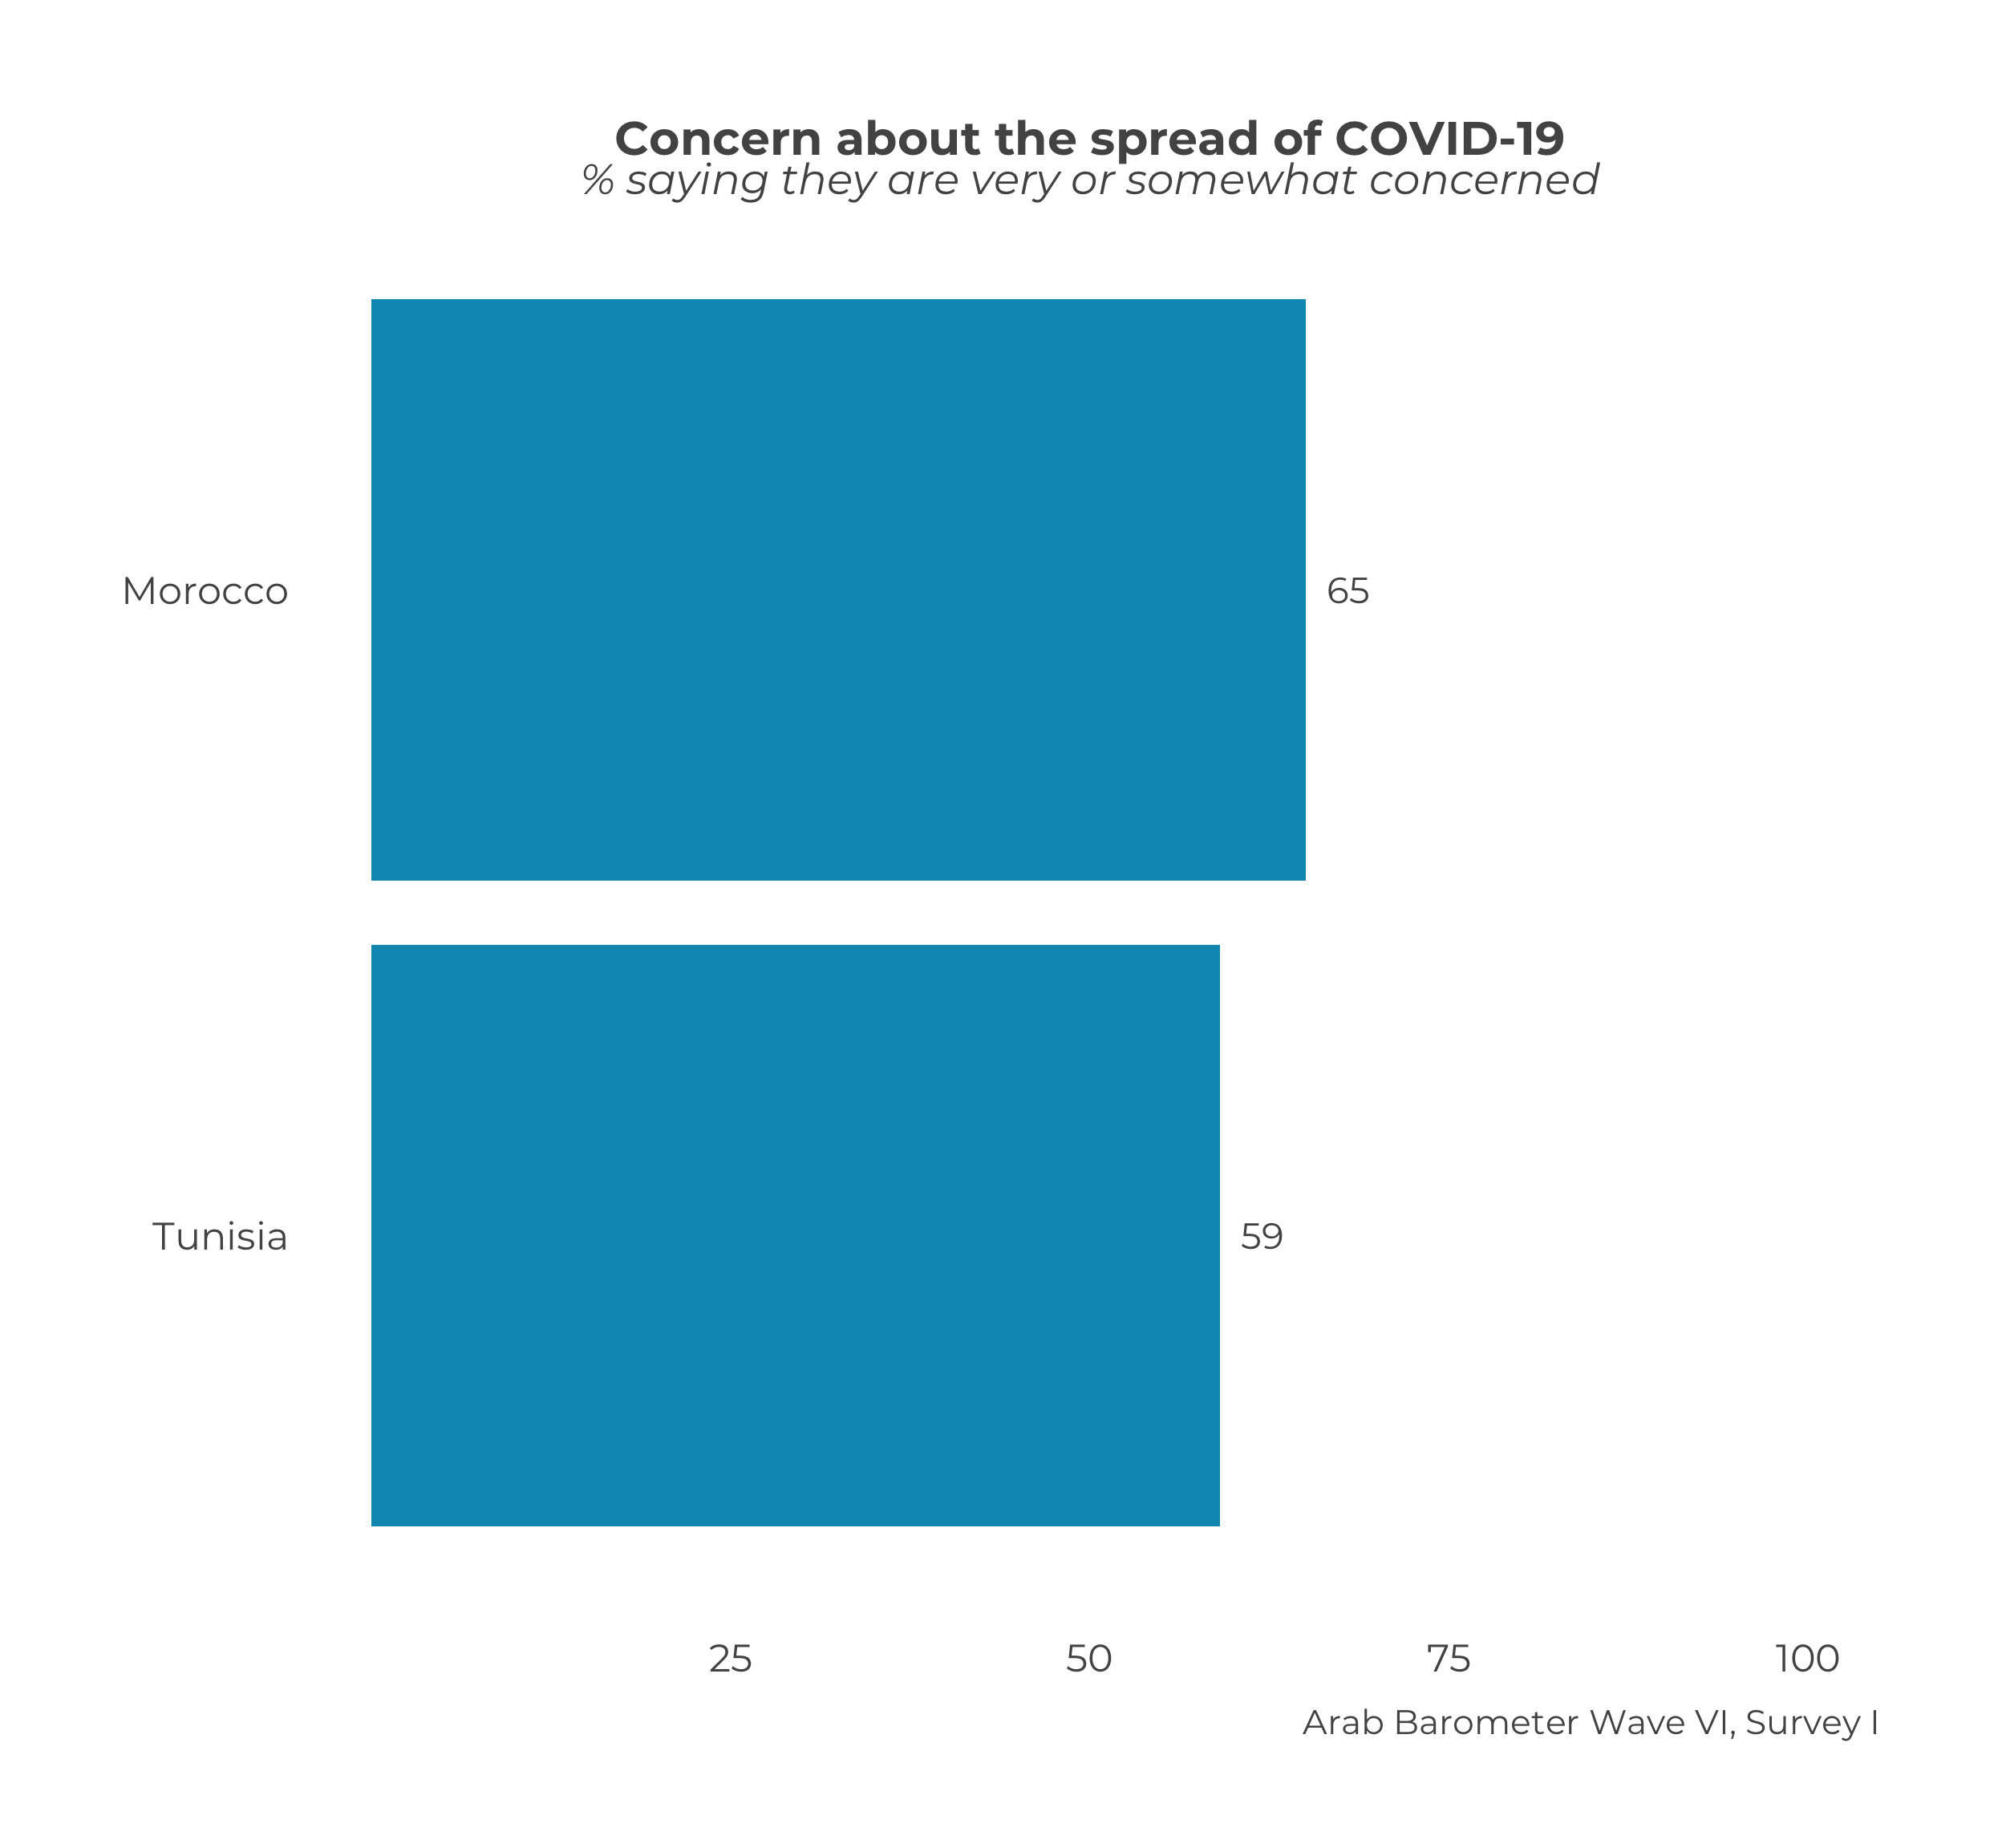 Concern about the spread of COVID-19
% saying they are very or somewhat concerned
Morocco
65
Tunisia
59
25 50 75 100
Arab Barometer Wave VI, Survey I